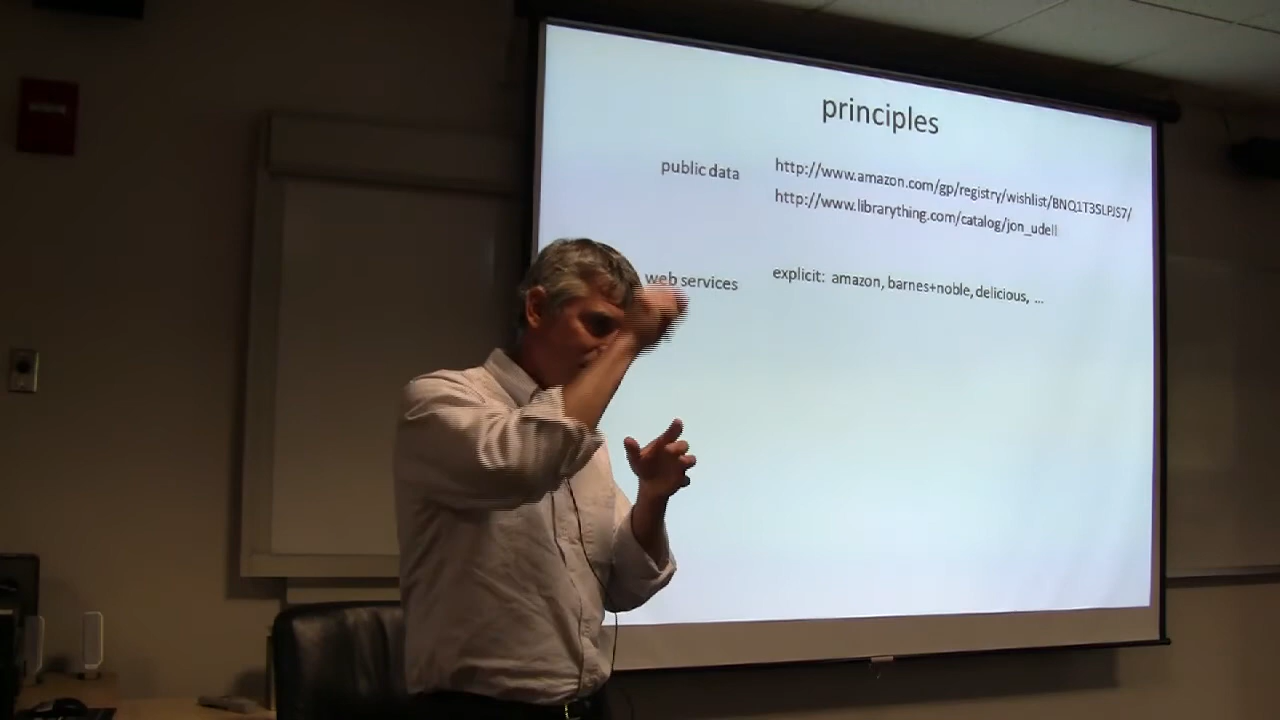 principles
public data http://www.amazon.com/gp/registry/wishlist/BNQ1T3SLPJS7/
http://www.librarything.com/catalog/jon_udell
web services explicit: amazon, barnes+noble, delicious, ...